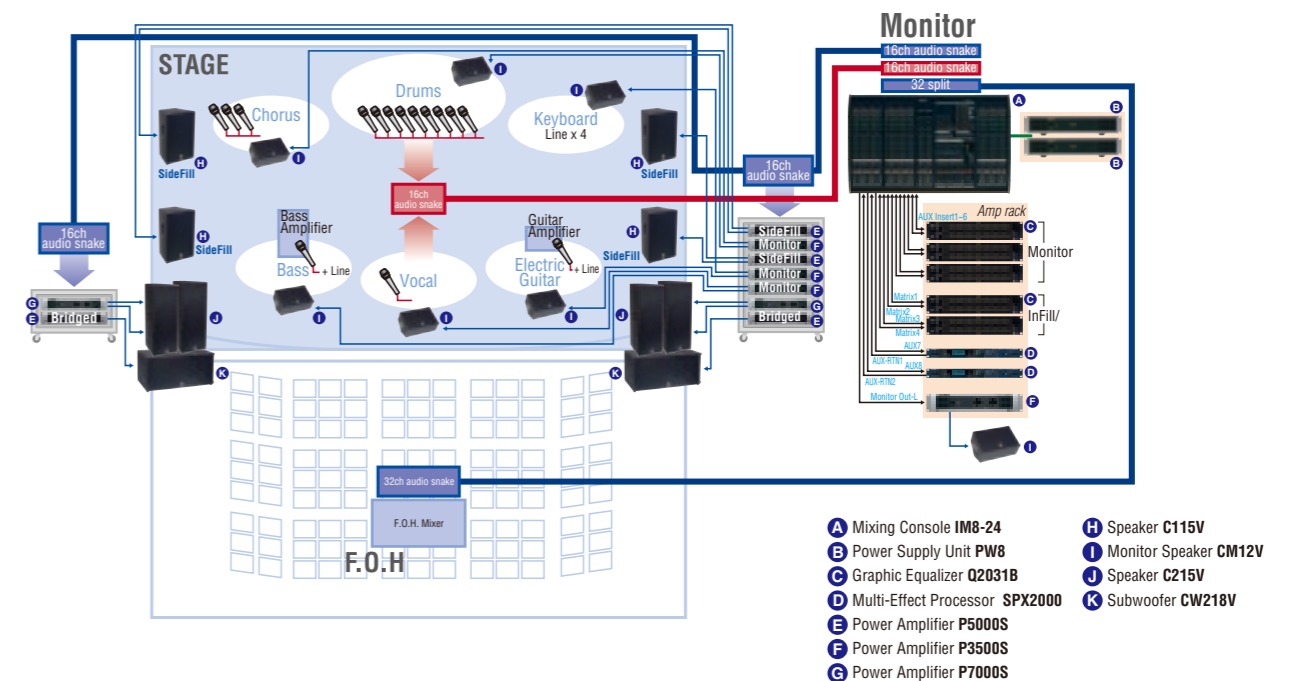 Monitor
16ch audio snake
16ch audio snake
32 split
STAGE
I
Drums
I
Keyboard
Line x 4
Chorus
I
A
B
B
H
SideFill
H
SideFill
16ch
audio snake
16ch
audio snake
16ch
audio snake
Bass
Amplifier
Guitar
Amplifier
H
SideFill
H
SideFill
Bass
+ Line
Vocal
Electric
Guitar
+ Line
I
I
I
SideFill E
Monitor F
SideFill E
Monitor F
Monitor F
G
Bridged E
G
E Bridged
J
J
K
K
Amp rack
AUX Insert1-6
C
Monitor
Matrix1
C
Matrix2
InFill/
Matrix3
Matrix4
AUX7
D
AUX-RTN1
AUX8
D
AUX-RTN2
Monitor Out-L
F
I
32ch audio snake
F.O.H. Mixer
F.O.H
A Mixing Console IM8-24
B Power Supply Unit PW8
C Graphic Equalizer Q2031B
D Multi-Effect Processor SPX2000
E Power Amplifier P5000S
F Power Amplifier P3500S
G Power Amplifier P7000S
H Speaker C115V
I Monitor Speaker CM12V
J Speaker C215V
K Subwoofer CW218V